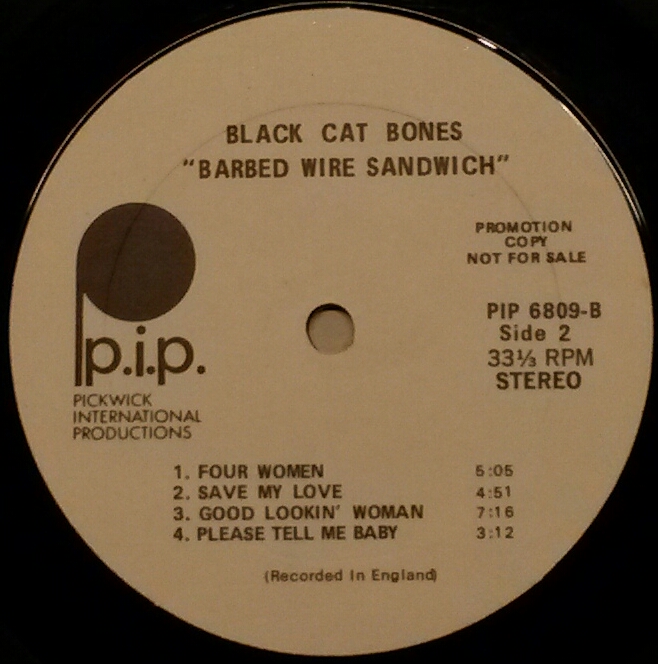 BLACK CAT BONES
"BARBED WIRE SANDWICH"
PROMOTION
COPY
NOT FOR SALE
p.i.p.
PICKWICK
INTERNATIONAL
PRODUCTIONS
PIP 6809-B
Side 2
33⅓ RPM
STEREO
1. FOUR WOMEN 5:05
2. SAVE MY LOVE 4:51
3. GOOD LOOKIN' WOMAN 7:16
4. PLEASE TELL ME BABY 3:12
(Recorded In England)